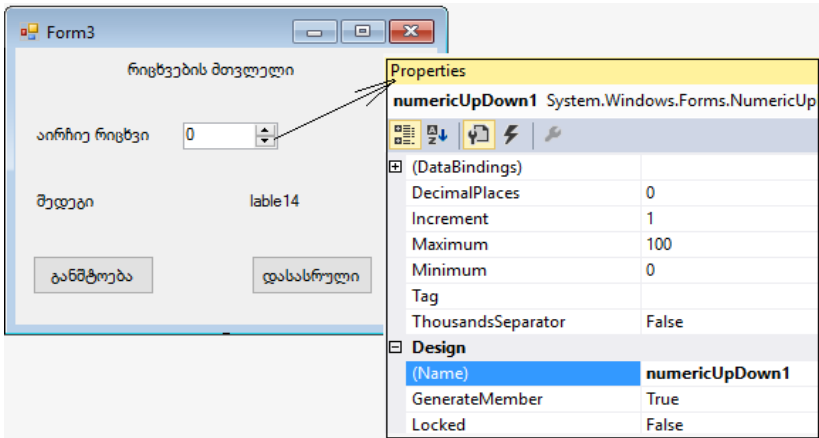 Form3
რიცხვების მთვლელი
აირჩიე რიცხვი
0
შედეგი
lable14
განშტოება
დასასრული
Properties
numericUpDown1 System.Windows.Forms.NumericUp
(DataBindings)
DecimalPlaces 0
Increment 1
Maximum 100
Minimum 0
Tag
ThousandsSeparator False
Design
(Name) numericUpDown1
GenerateMember True
Locked False